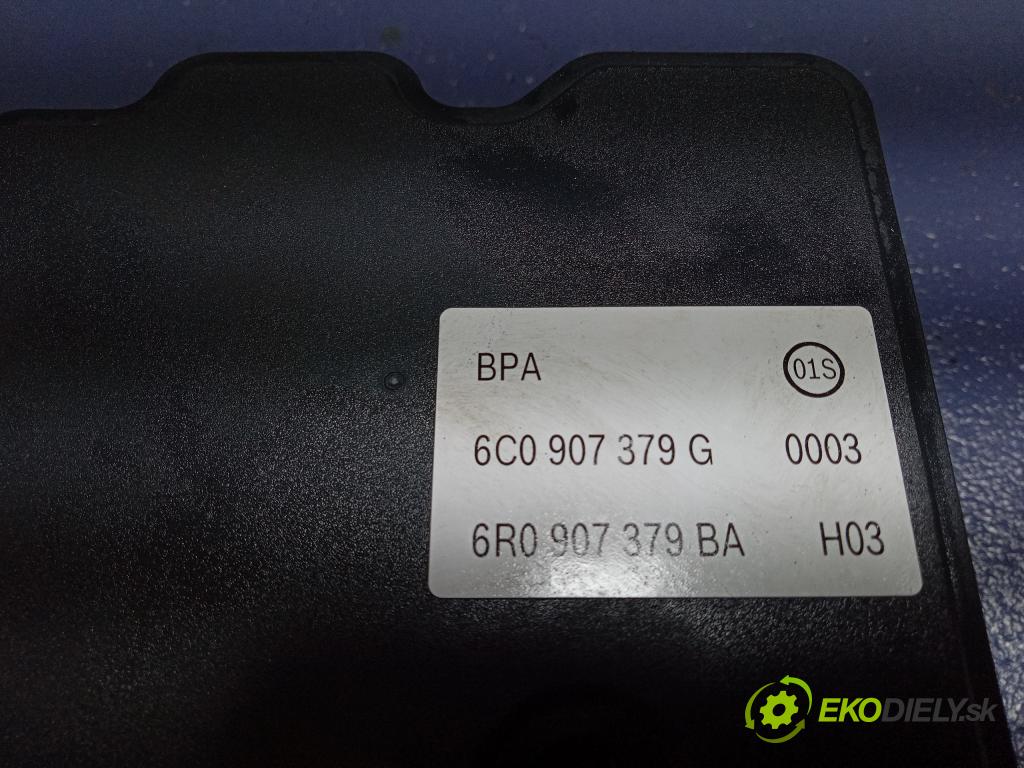 BPA 01S
6C0 907 379 G 0003
6R0 907 379 BA H03
EKODIELY.sk